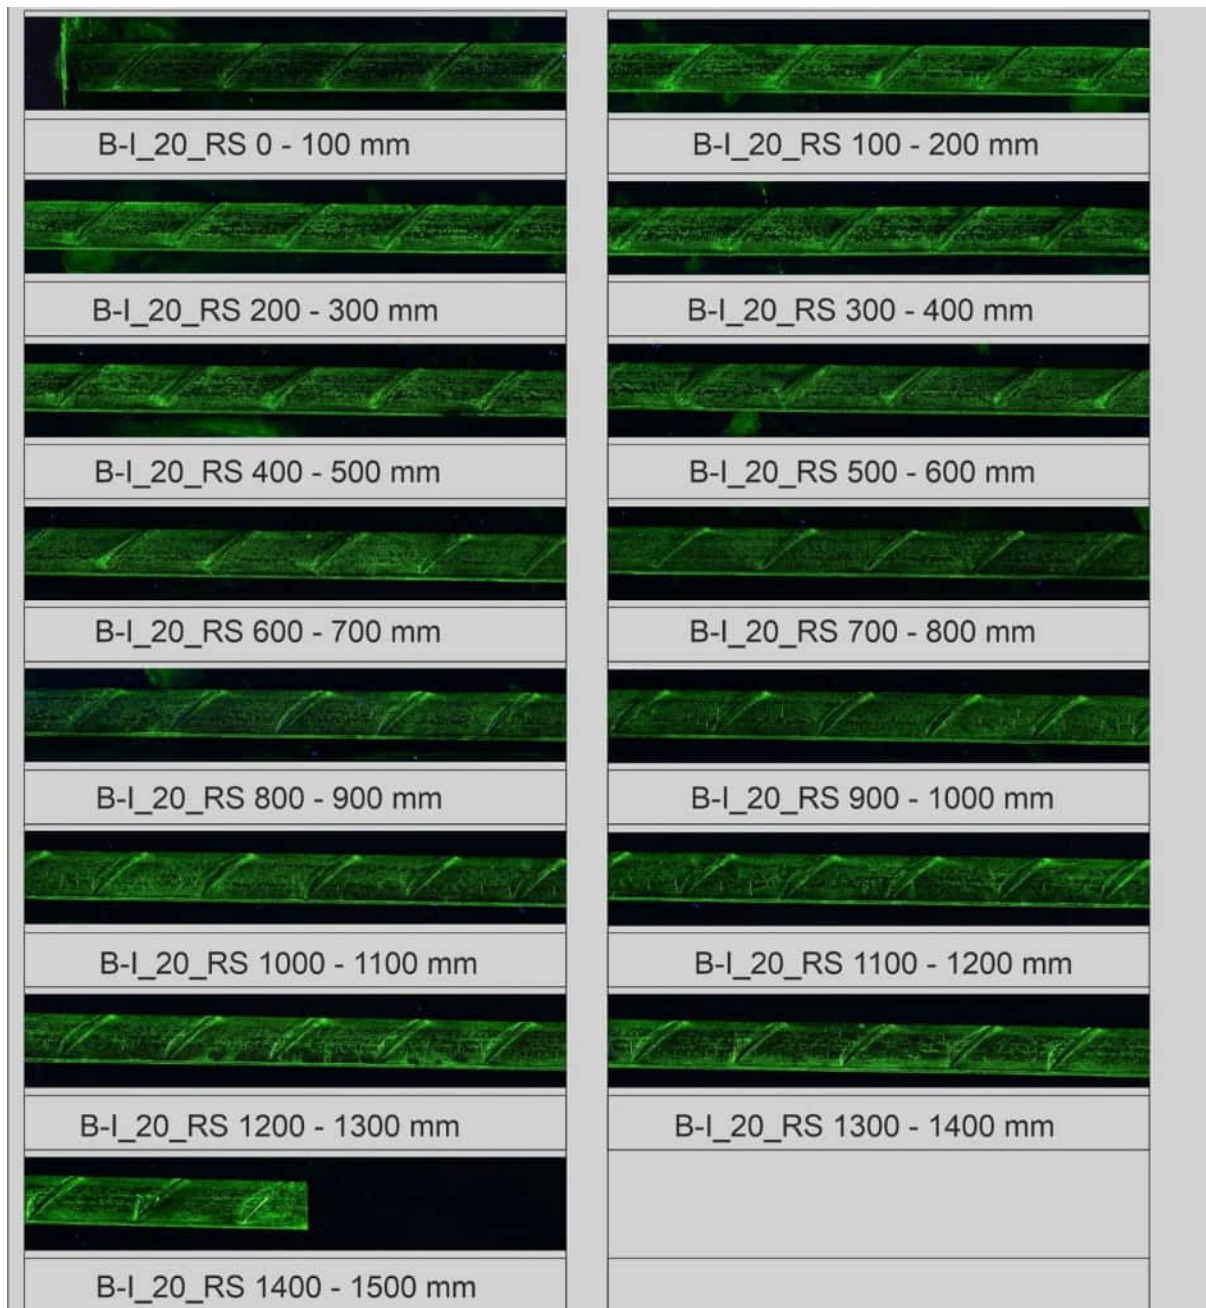 B-I_20_RS 0 - 100 mm
B-I_20_RS 100 - 200 mm
B-I_20_RS 200 - 300 mm
B-I_20_RS 300 - 400 mm
B-I_20_RS 400 - 500 mm
B-I_20_RS 500 - 600 mm
B-I_20_RS 600 - 700 mm
B-I_20_RS 700 - 800 mm
B-I_20_RS 800 - 900 mm
B-I_20_RS 900 - 1000 mm
B-I_20_RS 1000 - 1100 mm
B-I_20_RS 1100 - 1200 mm
B-I_20_RS 1200 - 1300 mm
B-I_20_RS 1300 - 1400 mm
B-I_20_RS 1400 - 1500 mm